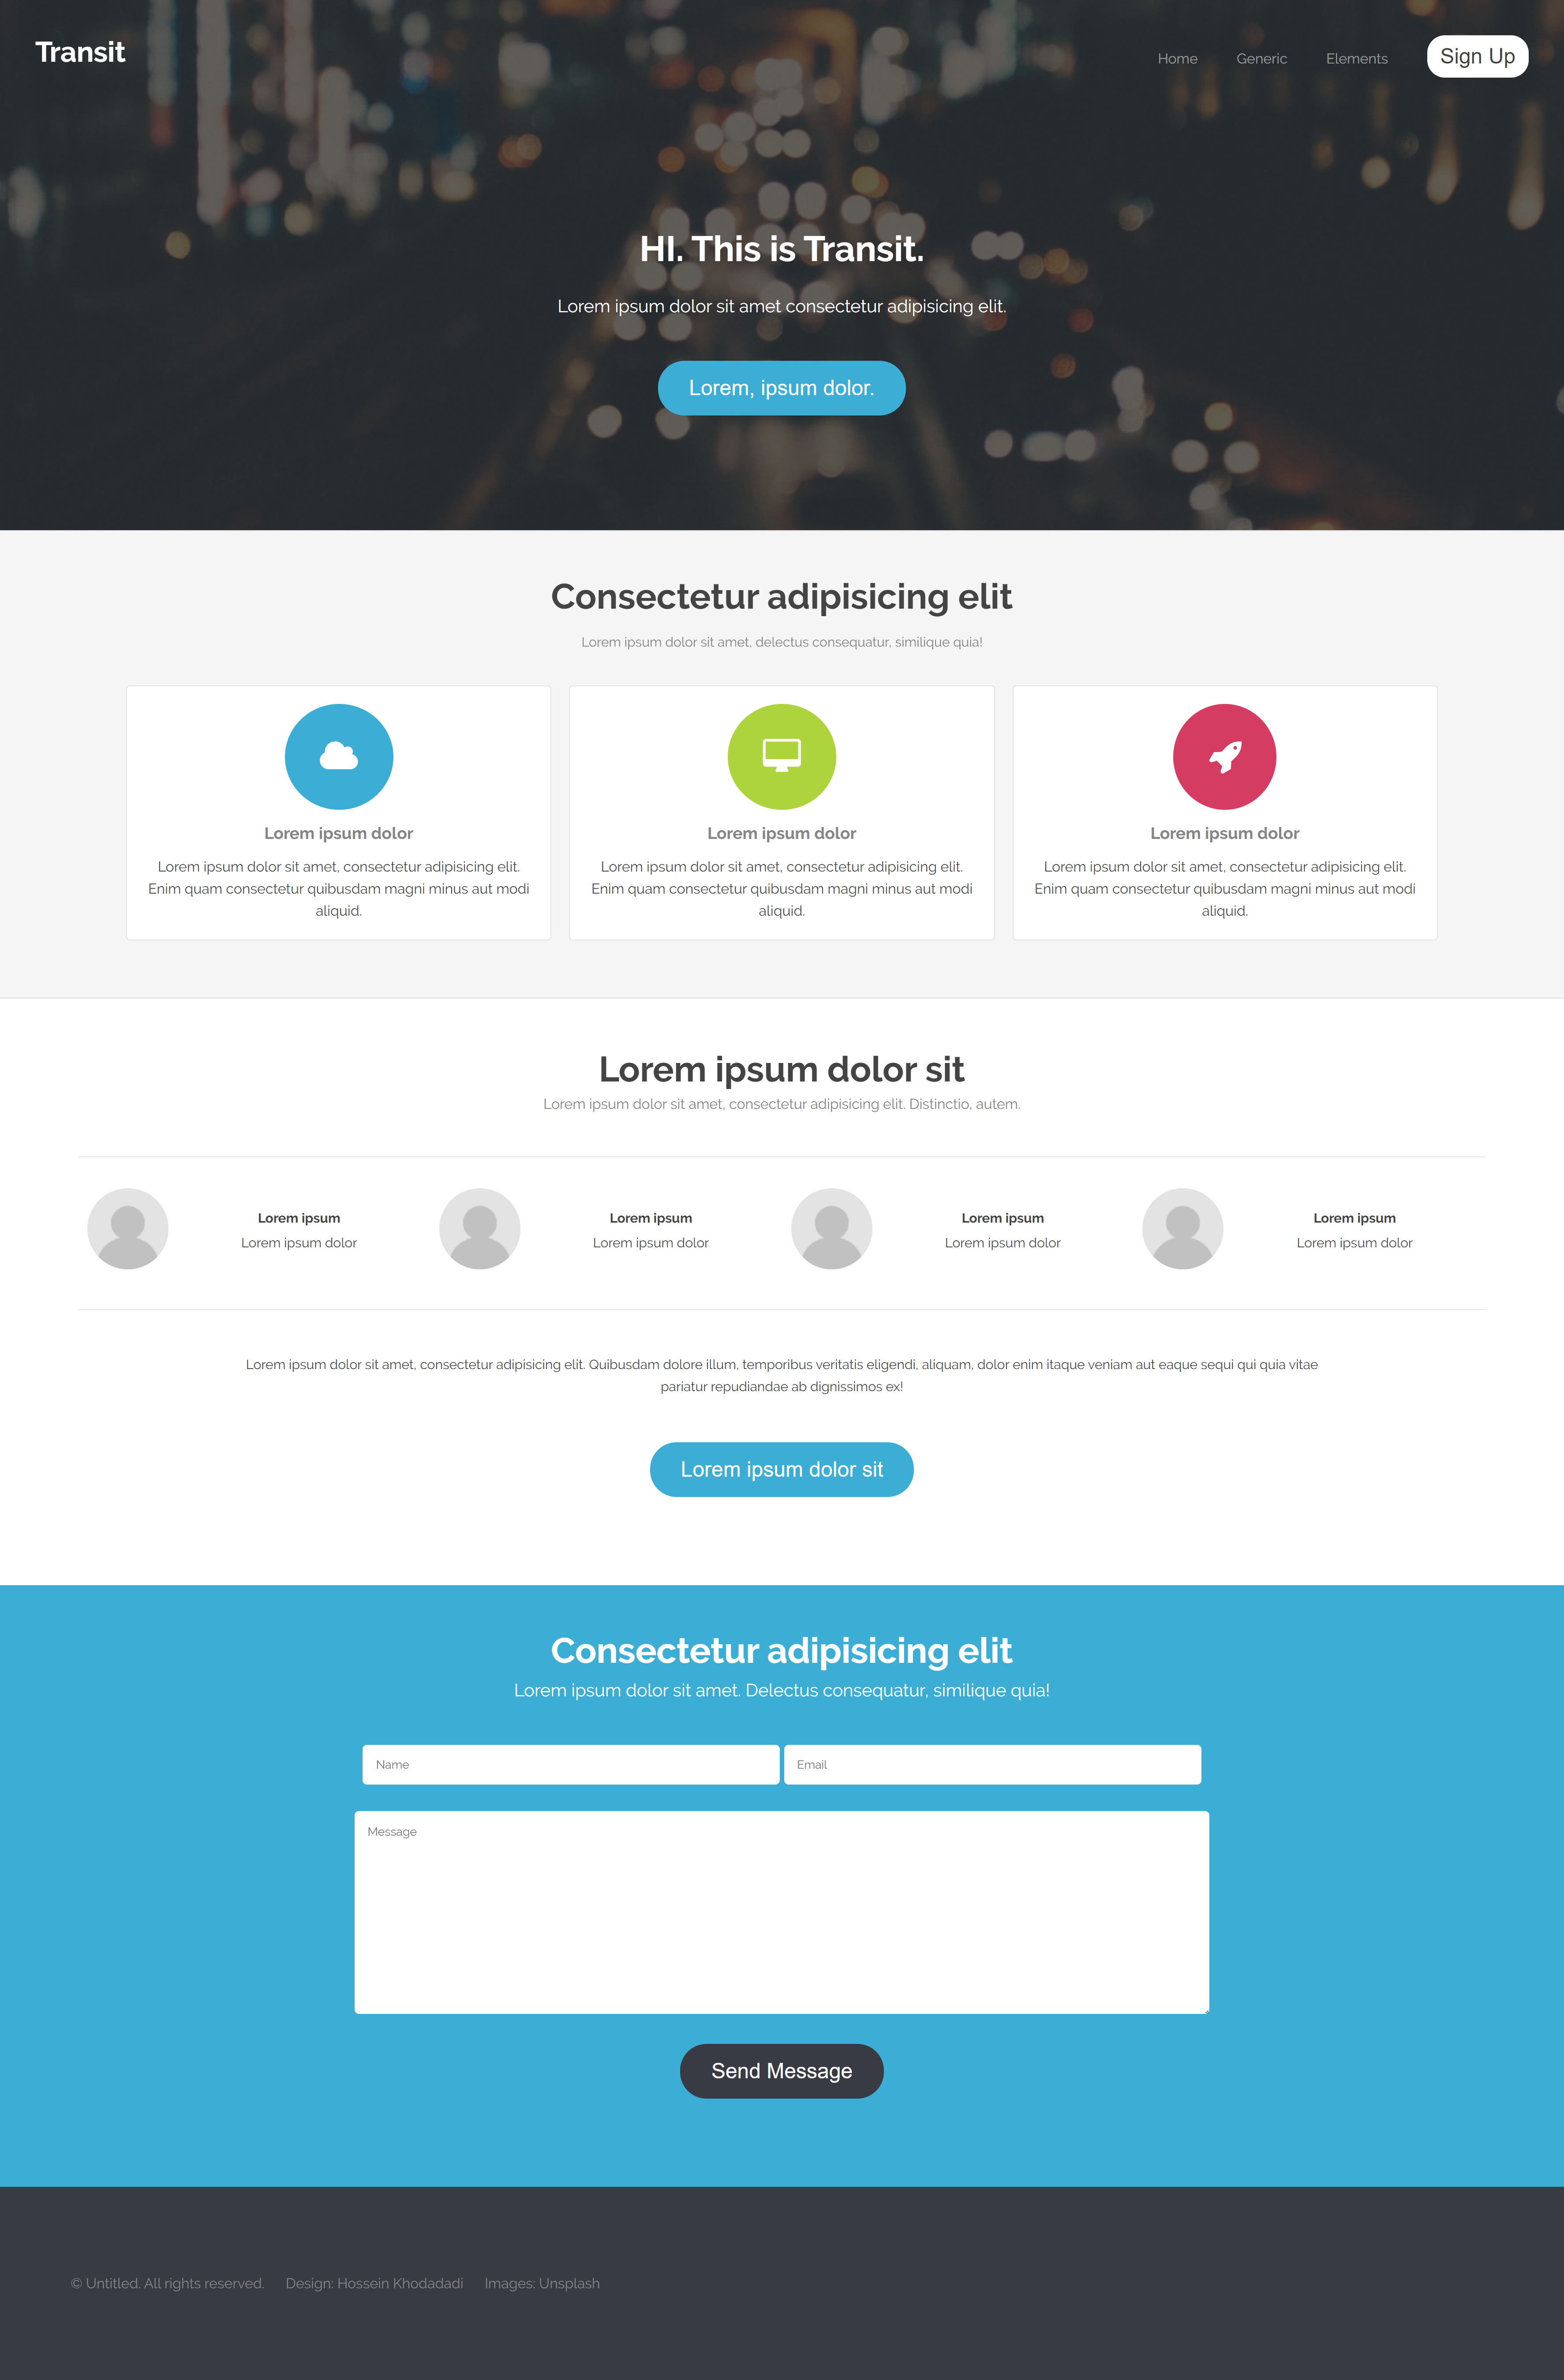 Transit
Home
Generic
Elements
Sign Up
HI. This is Transit.
Lorem ipsum dolor sit amet consectetur adipisicing elit.
Lorem, ipsum dolor.
Consectetur adipisicing elit
Lorem ipsum dolor sit amet, delectus consequatur, similique quia!
Lorem ipsum dolor
Lorem ipsum dolor sit amet, consectetur adipisicing elit.
Enim quam consectetur quibusdam magni minus aut modi
aliquid.
Lorem ipsum dolor
Lorem ipsum dolor sit amet, consectetur adipisicing elit.
Enim quam consectetur quibusdam magni minus aut modi
aliquid.
Lorem ipsum dolor
Lorem ipsum dolor sit amet, consectetur adipisicing elit.
Enim quam consectetur quibusdam magni minus aut modi
aliquid.
Lorem ipsum dolor sit
Lorem ipsum dolor sit amet, consectetur adipisicing elit. Distinctio, autem.
Lorem ipsum
Lorem ipsum dolor
Lorem ipsum
Lorem ipsum dolor
Lorem ipsum
Lorem ipsum dolor
Lorem ipsum
Lorem ipsum dolor
Lorem ipsum dolor sit amet, consectetur adipisicing elit. Quibusdam dolore illum, temporibus veritatis eligendi, aliquam, dolor enim itaque veniam aut eaque sequi qui quia vitae
pariatur repudiandae ab dignissimos ex!
Lorem ipsum dolor sit
Consectetur adipisicing elit
Lorem ipsum dolor sit amet. Delectus consequatur, similique quia!
Name
Email
Message
Send Message
© Untitled. All rights reserved.
Design: Hossein Khodadadi
Images: Unsplash